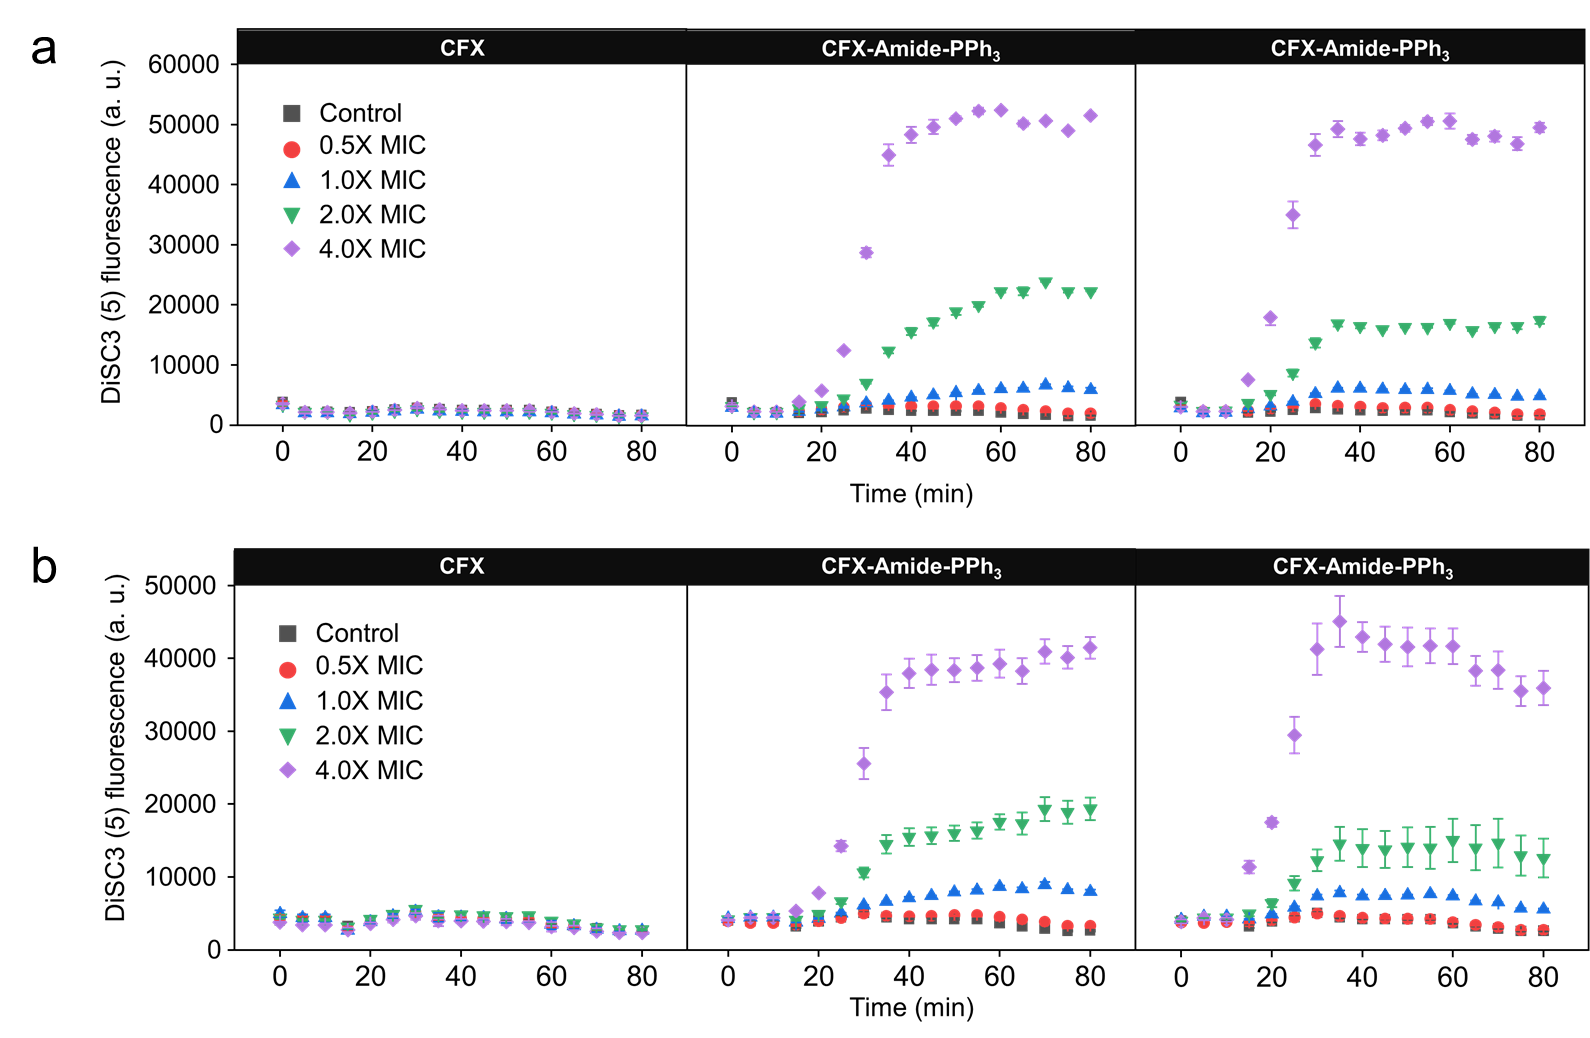 a
CFX
CFX-Amide-PPh3
CFX-Amide-PPh3
DiSC3 (5) fluorescence (a. u.)
60000
50000
40000
30000
20000
10000
0
Control
0.5X MIC
1.0X MIC
2.0X MIC
4.0X MIC
0 20 40 60 80
0 20 40 60 80
0 20 40 60 80
Time (min)
b
CFX
CFX-Amide-PPh3
CFX-Amide-PPh3
DiSC3 (5) fluorescence (a. u.)
50000
40000
30000
20000
10000
0
Control
0.5X MIC
1.0X MIC
2.0X MIC
4.0X MIC
0 20 40 60 80
0 20 40 60 80
0 20 40 60 80
Time (min)